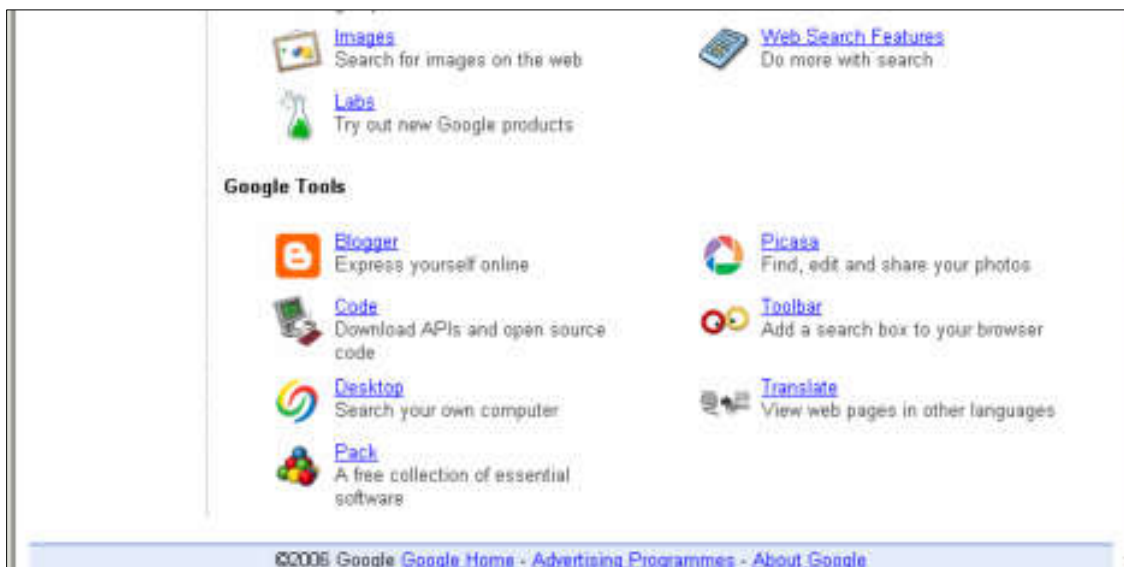 Images
Search for images on the web
Web Search Features
Do more with search
Labs
Try out new Google products
Google Tools
Blogger
Express yourself online
Picasa
Find, edit and share your photos
Code
Download APIs and open source
code
Toolbar
Add a search box to your browser
Desktop
Search your own computer
Translate
View web pages in other languages
Pack
A free collection of essential
software
©2006 Google Google Home - Advertising Programmes - About Google